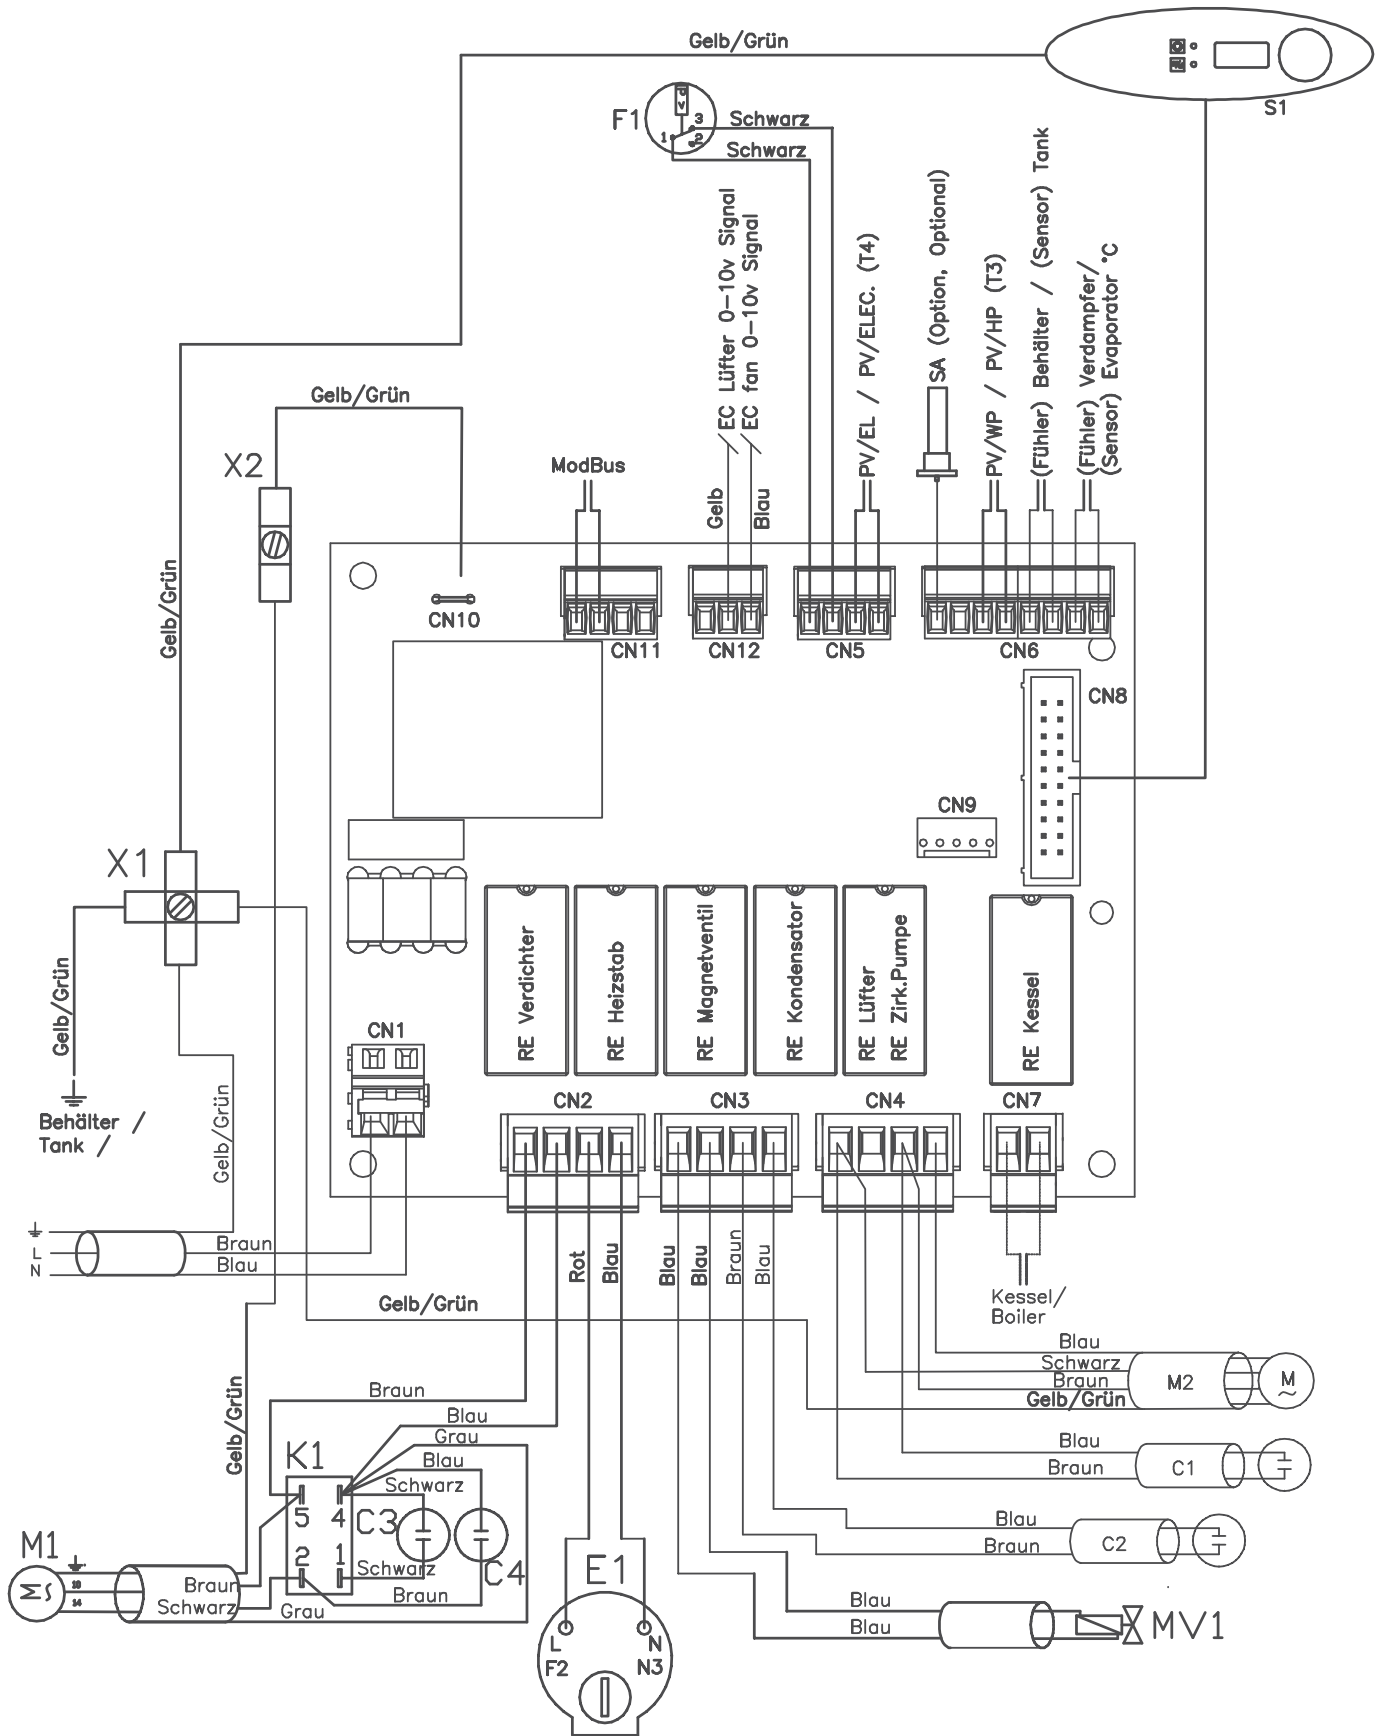 Gelb/Grün
S1
F1
V
1
3
2
Schwarz
Schwarz
EC Lüfter 0-10v Signal
EC fan 0-10v Signal
PV/EL / PV/ELEC. (T4)
SA (Option, Optional)
PV/WP / PV/HP (T3)
(Fühler) Behälter / (Sensor) Tank
(Fühler) Verdampfer/
(Sensor) Evaporator °C
Gelb/Grün
X2
ModBus
Gelb
Blau
Gelb/Grün
CN10
CN11
CN12
CN5
CN6
CN8
CN9
X1
Gelb/Grün
Behälter /
Tank /
Gelb/Grün
CN1
RE Verdichter
RE Heizstab
RE Magnetventil
RE Kondensator
RE Lüfter
RE Zirk.Pumpe
RE Kessel
CN2
CN3
CN4
CN7
L
N
Braun
Blau
Rot
Blau
Blau
Blau
Braun
Blau
Kessel/
Boiler
Gelb/Grün
Gelb/Grün
Blau
Schwarz
Braun
Gelb/Grün
M2
M
~
Braun
Blau
Grau
Blau
Schwarz
K1
5
4
2
1
C3
C4
Schwarz
Braun
Blau
Braun
C1
Blau
Braun
C2
M1
Braun
Schwarz
Grau
E1
L
N
F2
N3
Blau
Blau
MV1